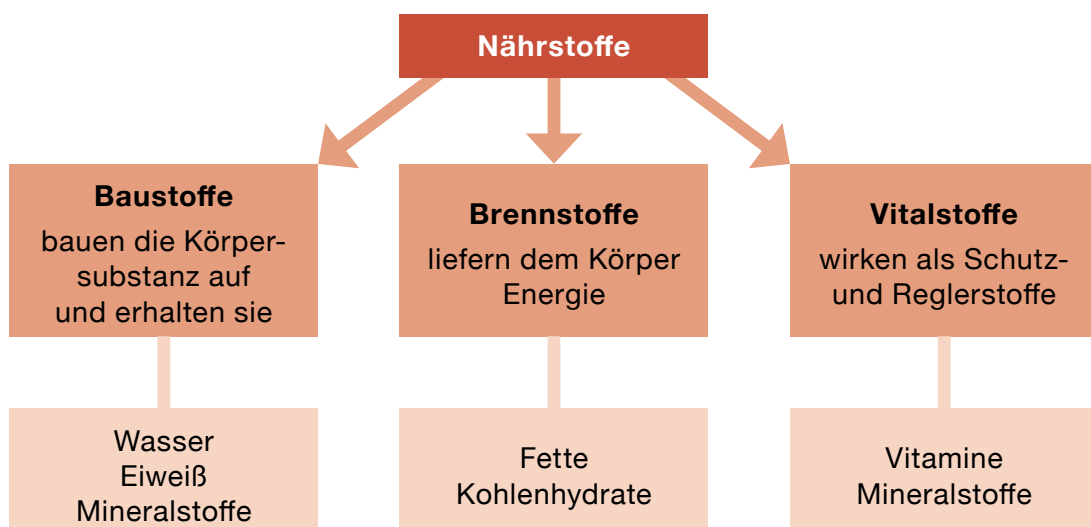 Nährstoffe
Baustoffe
bauen die Körper-
substanz auf
und erhalten sie
Brennstoffe
liefern dem Körper
Energie
Vitalstoffe
wirken als Schutz-
und Reglerstoffe
Wasser
Eiweiß
Mineralstoffe
Fette
Kohlenhydrate
Vitamine
Mineralstoffe